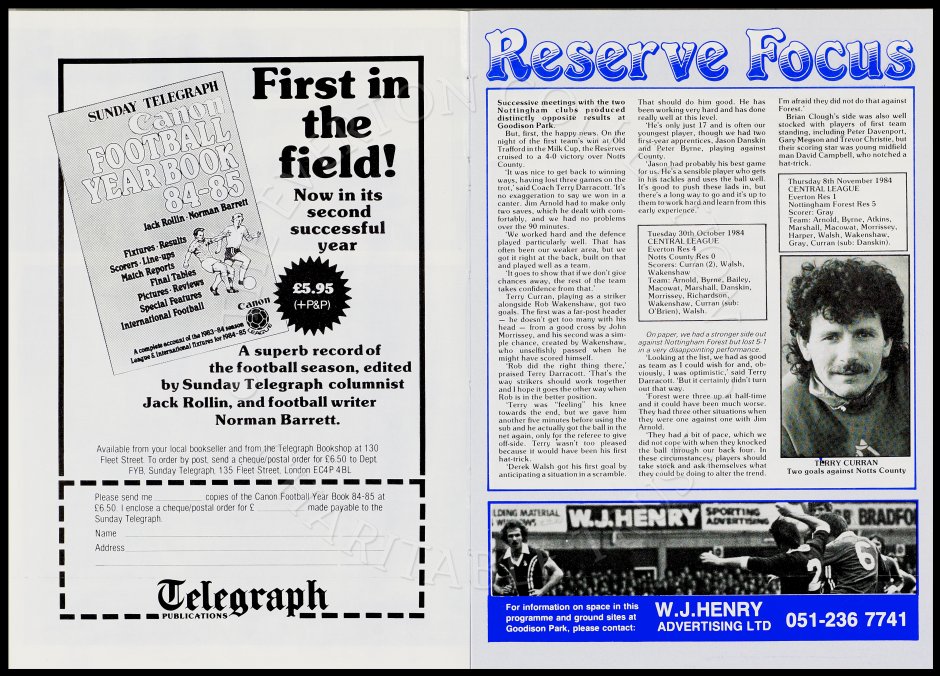 First in
the
field!
SUNDAY TELEGRAPH
Canon
FOOTBALL
YEAR BOOK
84-85
Jack Rollin · Norman Barrett
Fixtures · Results
Scorers · Line-ups
Match Reports
Final Tables
Pictures · Reviews
Special Features
International Football
Canon
A complete account of the 1983-84 season
League & International fixtures for 1984-85
Now in its
second
successful
year
£5.95
(+P&P)
A superb record of
the football season, edited
by Sunday Telegraph columnist
Jack Rollin, and football writer
Norman Barrett.
Available from your local bookseller and from the Telegraph Bookshop at 130
Fleet Street. To order by post, send a cheque/postal order for £6.50 to Dept.
FYB, Sunday Telegraph, 135 Fleet Street, London EC4P 4BL
Please send me copies of the Canon Football Year Book 84-85 at
£6.50. I enclose a cheque/postal order for £ made payable to the
Sunday Telegraph.
Name
Address
Telegraph
PUBLICATIONS
Reserve Focus
Successive meetings with the two
Nottingham clubs produced
distinctly opposite results at
Goodison Park.
But, first, the happy news. On the
night of the first team's win at Old
Trafford in the Milk Cup, the Reserves
cruised to a 4-0 victory over Notts
County.
'It was nice to get back to winning
ways, having lost three games on the
trot,' said Coach Terry Darracott. 'It's
no exaggeration to say we won in a
canter. Jim Arnold had to make only
two saves, which he dealt with com-
fortably, and we had no problems
over the 90 minutes.
'We worked hard and the defence
played particularly well. That has
often been our weaker area, but we
got it right at the back, built on that
and played well as a team.
'It goes to show that if we don't give
chances away, the rest of the team
takes confidence from that.'
Terry Curran, playing as a striker
alongside Rob Wakenshaw, got two
goals. The first was a far-post header
— he doesn't get too many with his
head — from a good cross by John
Morrissey, and his second was a sim-
ple chance, created by Wakenshaw,
who unselfishly passed when he
might have scored himself.
'Rob did the right thing there,'
praised Terry Darracott. 'That's the
way strikers should work together
and I hope it goes the other way when
Rob is in the better position.
'Terry was "feeling" his knee
towards the end, but we gave him
another five minutes before using the
sub and he actually got the ball in the
net again, only for the referee to give
off-side. Terry wasn't too pleased
because it would have been his first
hat-trick.
'Derek Walsh got his first goal by
anticipating a situation in a scramble.
That should do him good. He has
been working very hard and has done
really well at this level.
'He's only just 17 and is often our
youngest player, though we had two
first-year apprentices, Jason Danskin
and Peter Byrne, playing against
County.
'Jason had probably his best game
for us. He's a sensible player who gets
in his tackles and uses the ball well.
It's good to push these lads in, but
there's a long way to go and it's up to
them to work hard and learn from this
early experience.'
Tuesday 30th October 1984
CENTRAL LEAGUE
Everton Res 4
Notts County Res 0
Scorers: Curran (2), Walsh,
Wakenshaw
Team: Arnold, Byrne, Bailey,
Macowat, Marshall, Danskin,
Morrissey, Richardson,
Wakenshaw, Curran (sub:
O'Brien), Walsh.
On paper, we had a stronger side out
against Nottingham Forest but lost 5-1
in a very disappointing performance.
'Looking at the list, we had as good
as team as I could wish for and, ob-
viously, I was optimistic,' said Terry
Darracott. 'But it certainly didn't turn
out that way.
'Forest were three up at half-time
and it could have been much worse.
They had three other situations when
they were one against one with Jim
Arnold.
'They had a bit of pace, which we
did not cope with when they knocked
the ball through our back four. In
these circumstances, players should
take stock and ask themselves what
they could be doing to alter the trend.
I'm afraid they did not do that against
Forest.'
Brian Clough's side was also well
stocked with players of first team
standing, including Peter Davenport,
Gary Megson and Trevor Christie, but
their scoring star was young midfield
man David Campbell, who notched a
hat-trick.
Thursday 8th November 1984
CENTRAL LEAGUE
Everton Res 1
Nottingham Forest Res 5
Scorer: Gray
Team: Arnold, Byrne, Atkins,
Marshall, Macowat, Morrissey,
Harper, Walsh, Wakenshaw,
Gray, Curran (sub: Danskin).
TERRY CURRAN
Two goals against Notts County
LDING MATERIAL
W.J.HENRY
SPORTING
ADVERTISING
BRADFO
2
6
For information on space in this
programme and ground sites at
Goodison Park, please contact:
W.J.HENRY
ADVERTISING LTD
051-236 7741